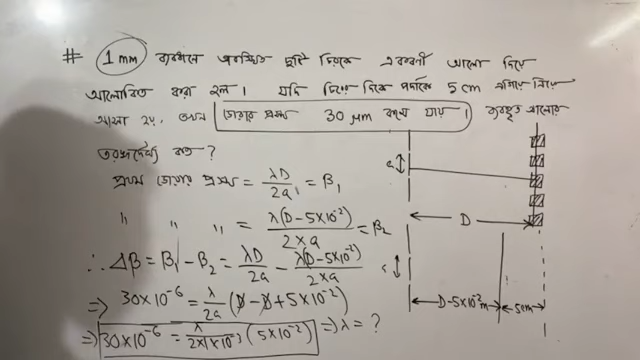 # 1 mm ব্যবধানে অবস্থিত দুটি চিড়কে একবর্ণী আলো দিয়ে
আলোকিত করা হল। যদি চিড়ের দিকে পর্দাকে 5 cm এগিয়ে নিয়ে
আসা হয়, তখন ডোরার প্রস্থ 30 μm কমে যায়। ব্যবহৃত আলোর
তরঙ্গদৈর্ঘ্য কত?
প্রথম ডোরার প্রস্থ = λD/2a = β₁
" " " = λ(D – 5×10⁻²)/2×a = β₂
∴ Δβ = β₁ – β₂ = λD/2a – λ(D–5×10⁻²)/2×a
⇒ 30×10⁻⁶ = λ/2a (D – D + 5×10⁻²)
⇒ 30×10⁻⁶ = λ/2×1×10⁻³ (5×10⁻²) ⇒ λ = ?
D
D–5×10⁻²m
5cm